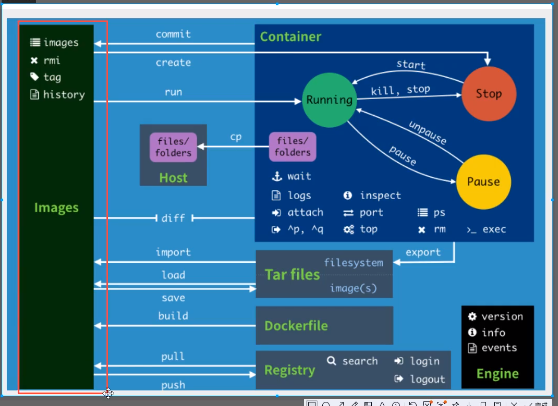 commit
Container
images
rmi
tag
history
create
start
Running
kill, stop
Stop
run
files/
folders
cp
files/
folders
Host
unpause
pause
Pause
wait
logs
inspect
attach
port
ps
^p, ^q
top
rm
>_ exec
Images
diff
import
export
filesystem
load
Tar files
save
image(s)
build
Dockerfile
version
info
events
Engine
pull
Registry
search
login
logout
push